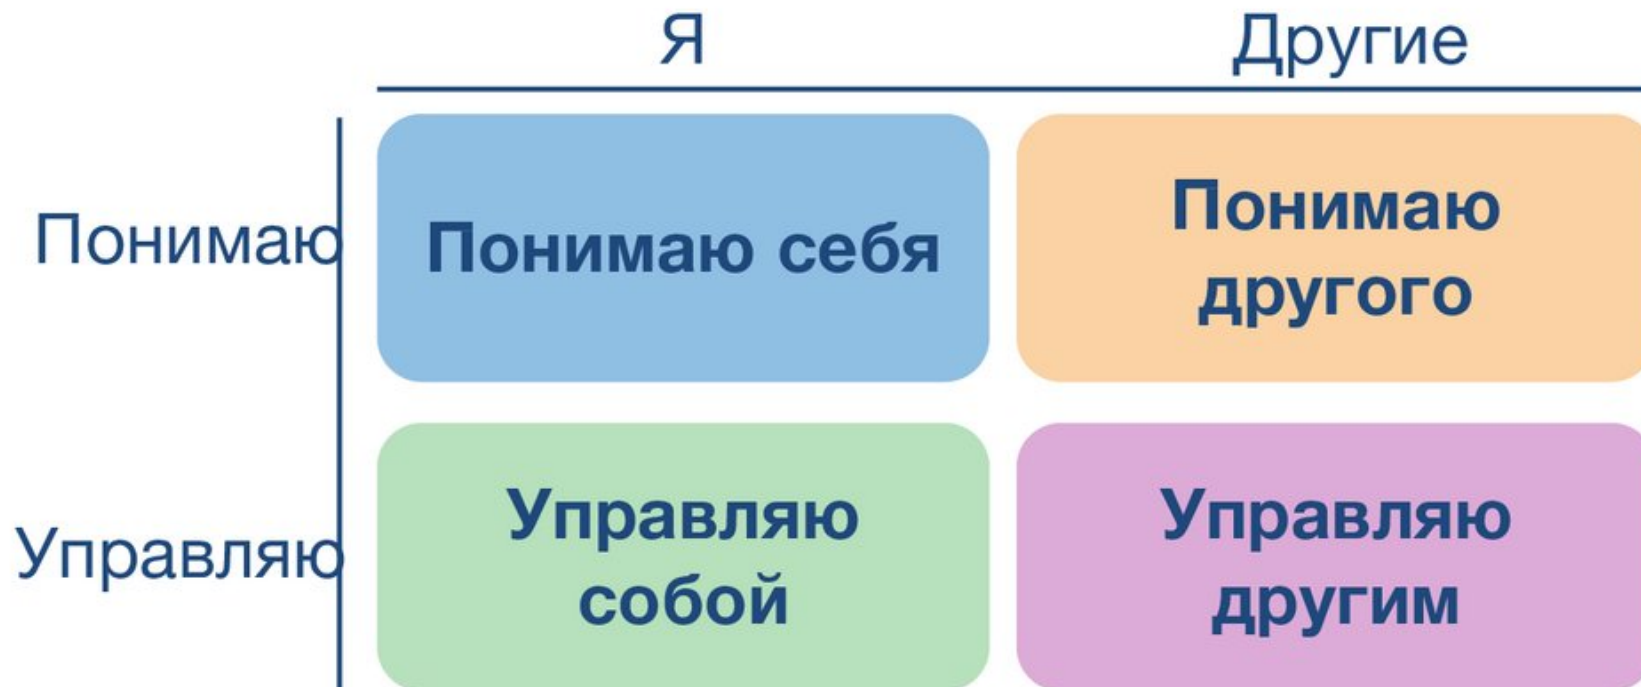 Я Другие
Понимаю Понимаю себя Понимаю
другого
Управляю Управляю
собой Управляю
другим